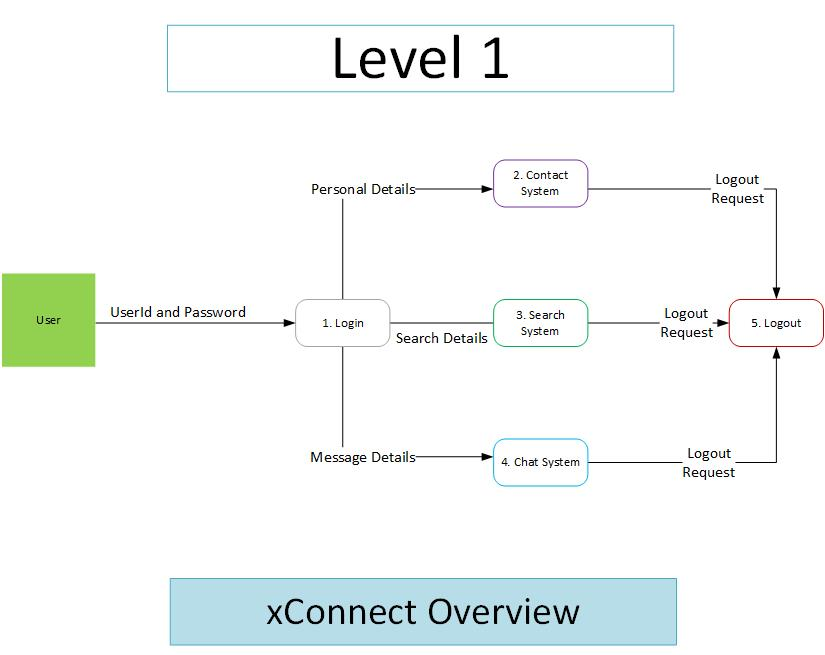 Level 1
Personal Details
2. Contact
System
Logout
Request
User
UserId and Password
1. Login
Search Details
3. Search
System
Logout
Request
5. Logout
Message Details
4. Chat System
Logout
Request
xConnect Overview